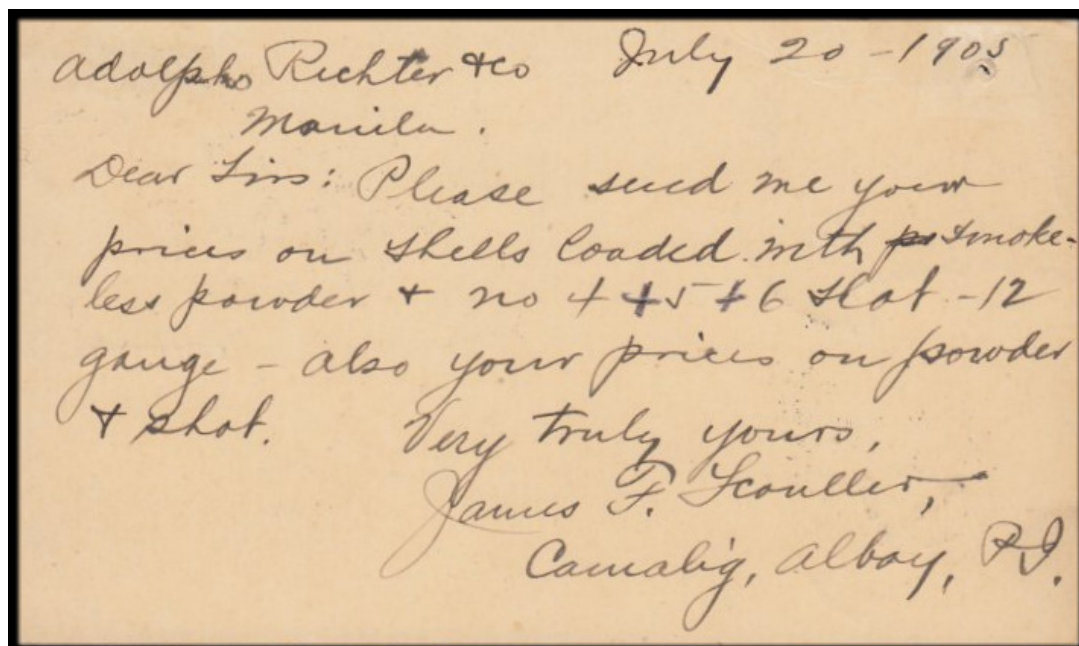 Adolpho Richter & Co July 20 - 1905
Manila.
Dear Sirs: Please send me your
prices on shells loaded with smoke-
less powder & no 4 + 5 + 6 shot - 12
gauge - also your prices on powder
& shot. Very truly yours,
James F. Scouller,
Camalig, Albay, P.I.